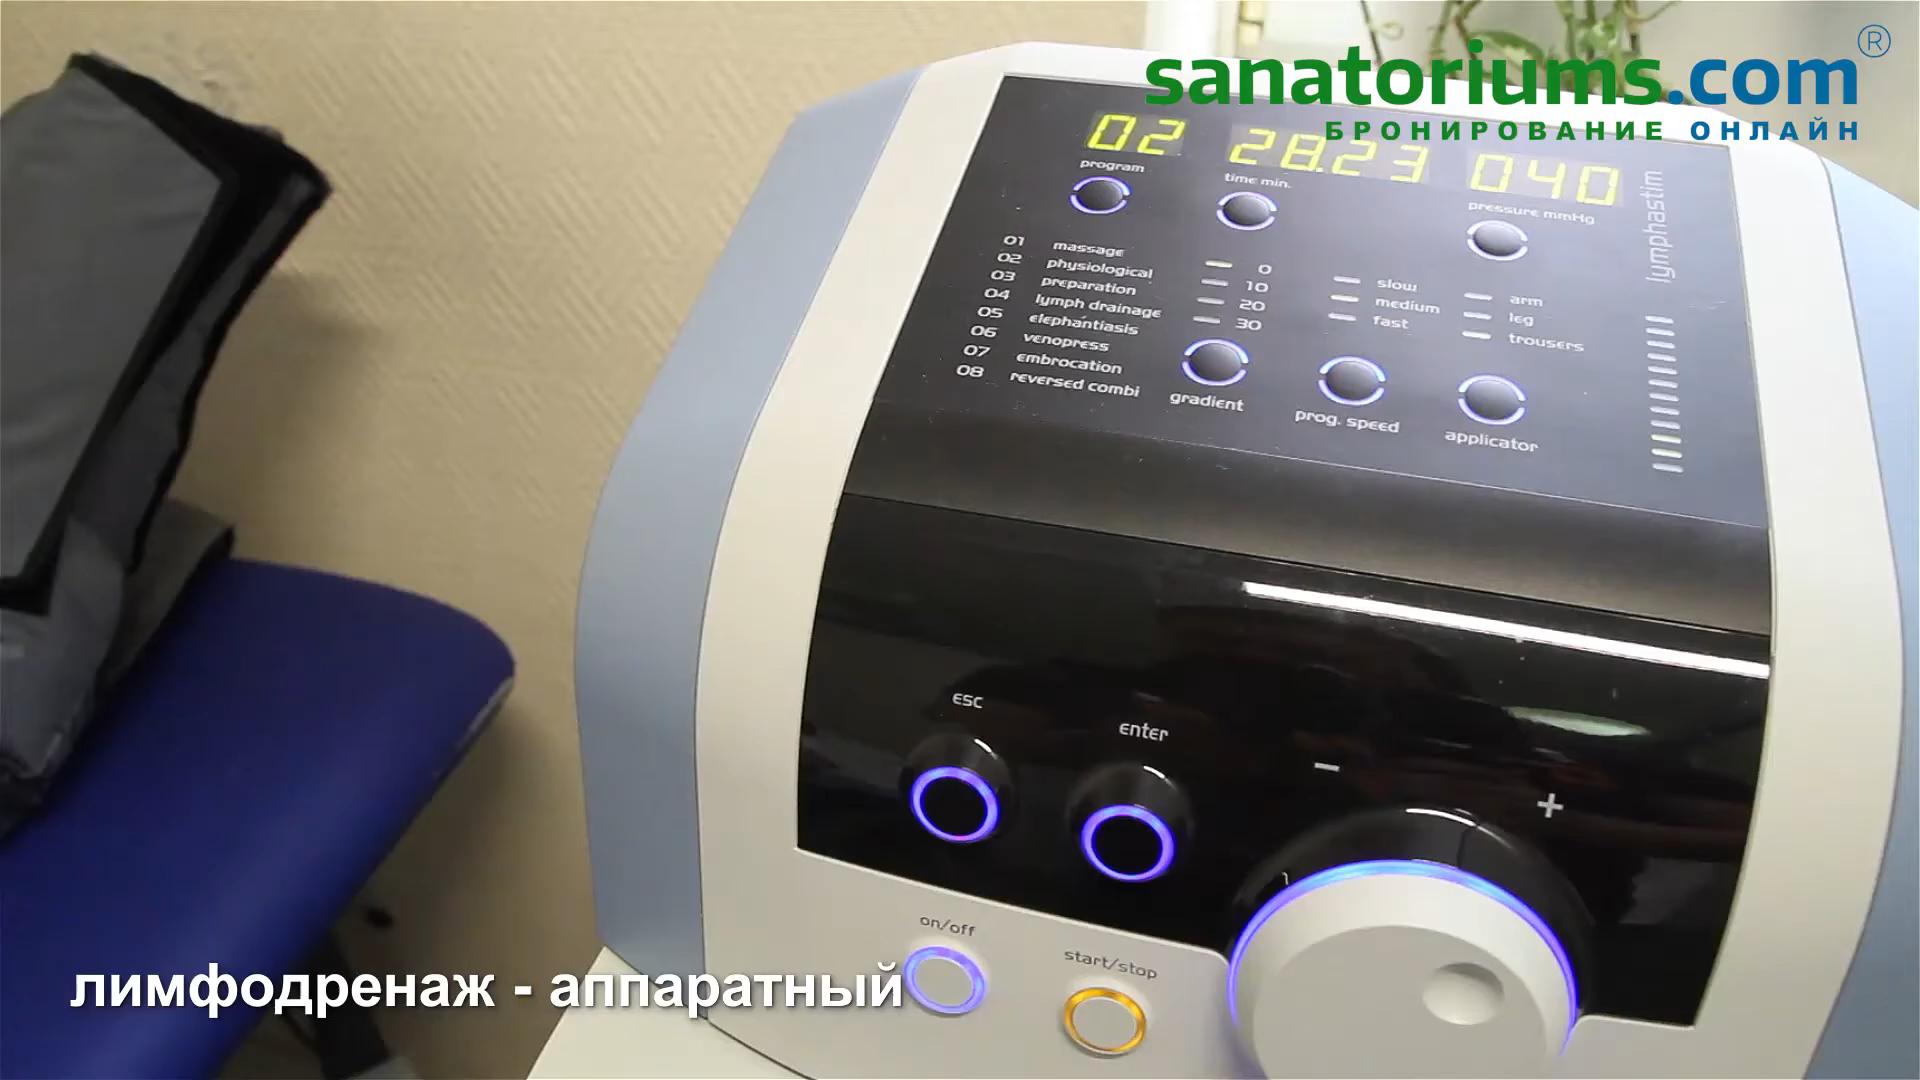 sanatoriums.com®
БРОНИРОВАНИЕ ОНЛАЙН
02 28.23 040
program time min. pressure mmHg
lymphastim
01 massage
02 physiological
03 preparation
04 lymph drainage
05 elephantiasis
06 venopress
07 embrocation
08 reversed combi
0
10
20
30
gradient
slow
medium
fast
prog. speed
arm
leg
trousers
applicator
esc
enter
- +
on/off
start/stop
лимфодренаж - аппаратный